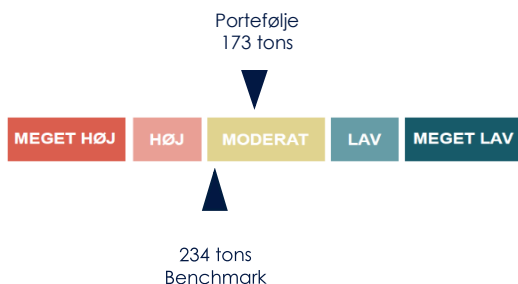 Portefølje
173 tons
MEGET HØJ HØJ MODERAT LAV MEGET LAV
234 tons
Benchmark